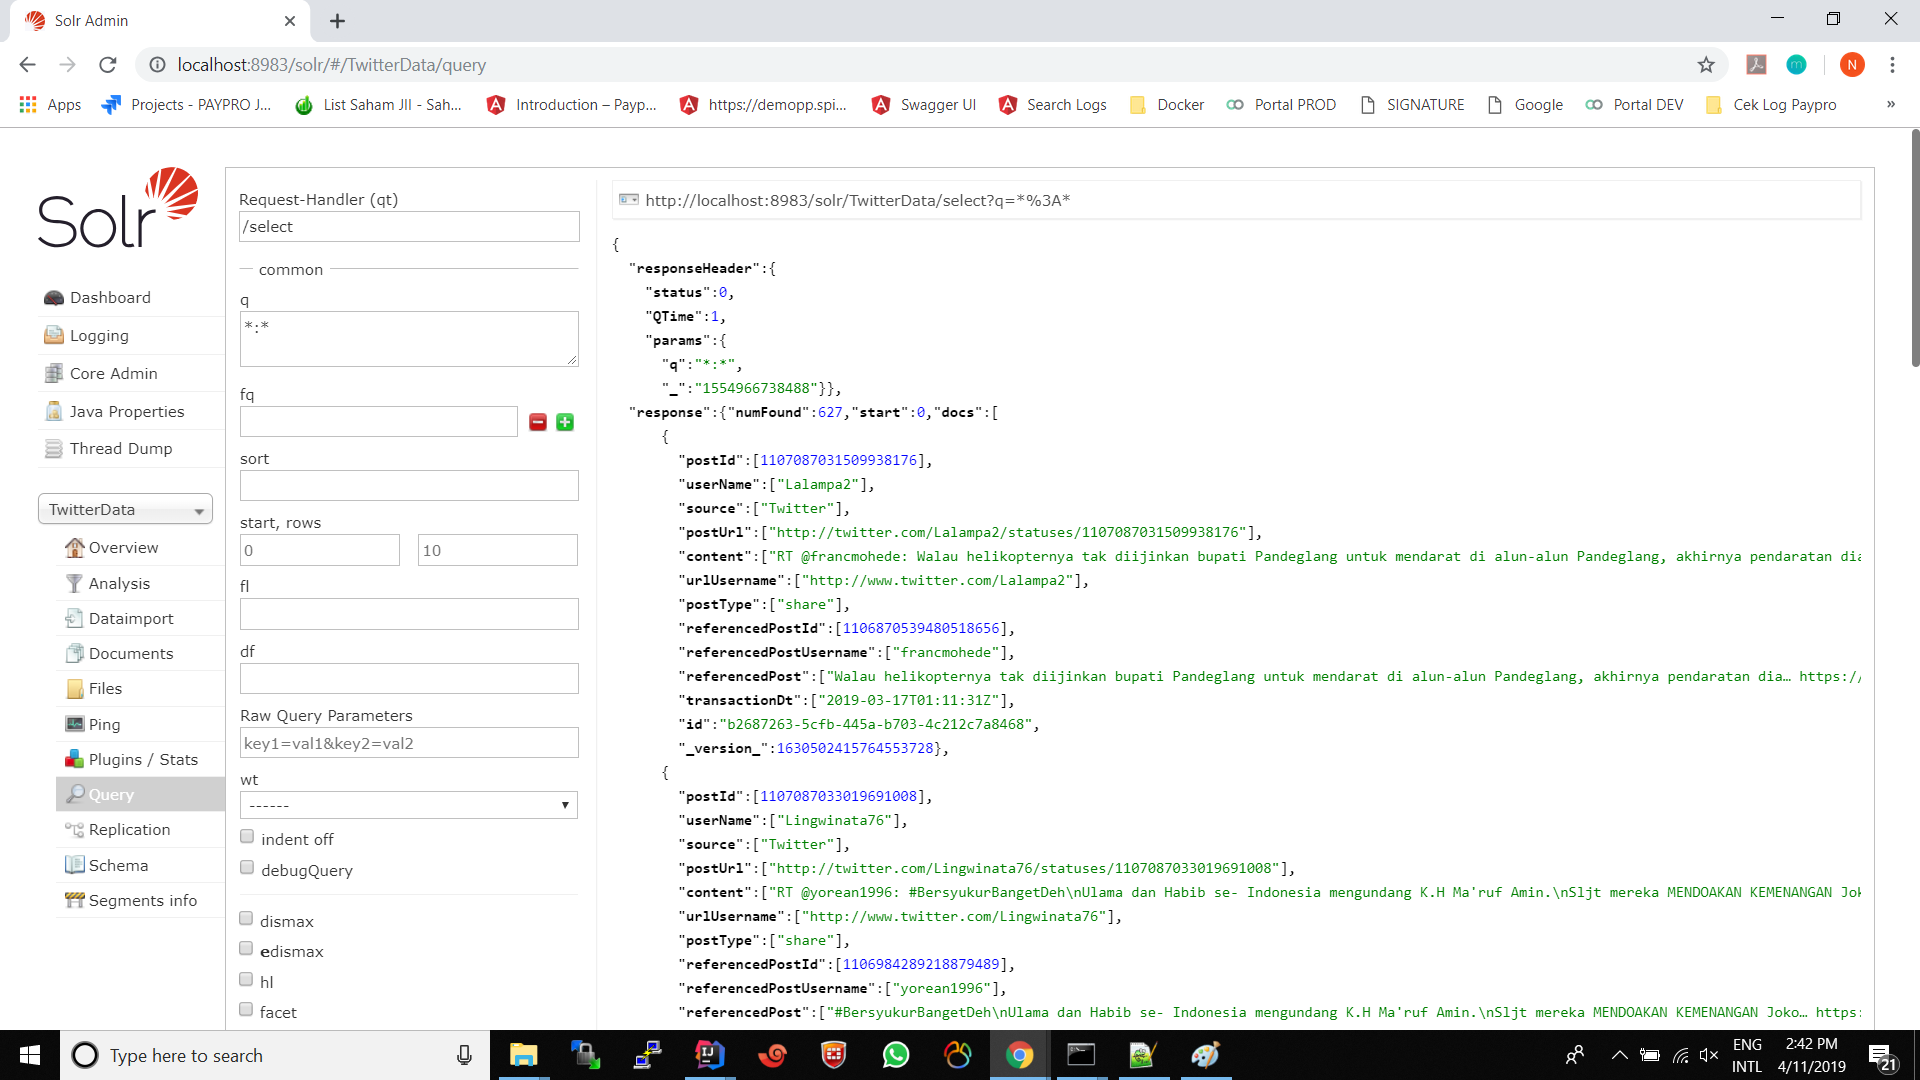 Solr Admin
localhost:8983/solr/#/TwitterData/query
N
Apps
Projects - PAYPRO J...
List Saham JII - Sah...
Introduction – Payp...
https://demopp.spi...
Swagger UI
Search Logs
Docker
Portal PROD
SIGNATURE
Google
Portal DEV
Cek Log Paypro
»
Solr
Dashboard
Logging
Core Admin
Java Properties
Thread Dump
TwitterData
Overview
Analysis
Dataimport
Documents
Files
Ping
Plugins / Stats
Query
Replication
Schema
Segments info
Request-Handler (qt)
/select
common
q
*:*
fq
sort
start, rows
0
10
fl
df
Raw Query Parameters
key1=val1&key2=val2
wt
------
indent off
debugQuery
dismax
edismax
hl
facet
http://localhost:8983/solr/TwitterData/select?q=*%3A*
{
"responseHeader":{
"status":0,
"QTime":1,
"params":{
"q":"*:*",
"_":"1554966738488"}},
"response":{"numFound":627,"start":0,"docs":[
{
"postId":[1107087031509938176],
"userName":["Lalampa2"],
"source":["Twitter"],
"postUrl":["http://twitter.com/Lalampa2/statuses/1107087031509938176"],
"content":["RT @francmohede: Walau helikopternya tak diijinkan bupati Pandeglang untuk mendarat di alun-alun Pandeglang, akhirnya pendaratan dia
"urlUsername":["http://www.twitter.com/Lalampa2"],
"postType":["share"],
"referencedPostId":[1106870539480518656],
"referencedPostUsername":["francmohede"],
"referencedPost":["Walau helikopternya tak diijinkan bupati Pandeglang untuk mendarat di alun-alun Pandeglang, akhirnya pendaratan dia… https:/
"transactionDt":["2019-03-17T01:11:31Z"],
"id":"b2687263-5cfb-445a-b703-4c212c7a8468",
"_version_":1630502415764553728},
{
"postId":[1107087033019691008],
"userName":["Lingwinata76"],
"source":["Twitter"],
"postUrl":["http://twitter.com/Lingwinata76/statuses/1107087033019691008"],
"content":["RT @yorean1996: #BersyukurBangetDeh\nUlama dan Habib se- Indonesia mengundang K.H Ma'ruf Amin.\nSljt mereka MENDOAKAN KEMENANGAN Jok
"urlUsername":["http://www.twitter.com/Lingwinata76"],
"postType":["share"],
"referencedPostId":[1106984289218879489],
"referencedPostUsername":["yorean1996"],
"referencedPost":["#BersyukurBangetDeh\nUlama dan Habib se- Indonesia mengundang K.H Ma'ruf Amin.\nSljt mereka MENDOAKAN KEMENANGAN Joko… https:
Type here to search
ENG
INTL
2:42 PM
4/11/2019
21